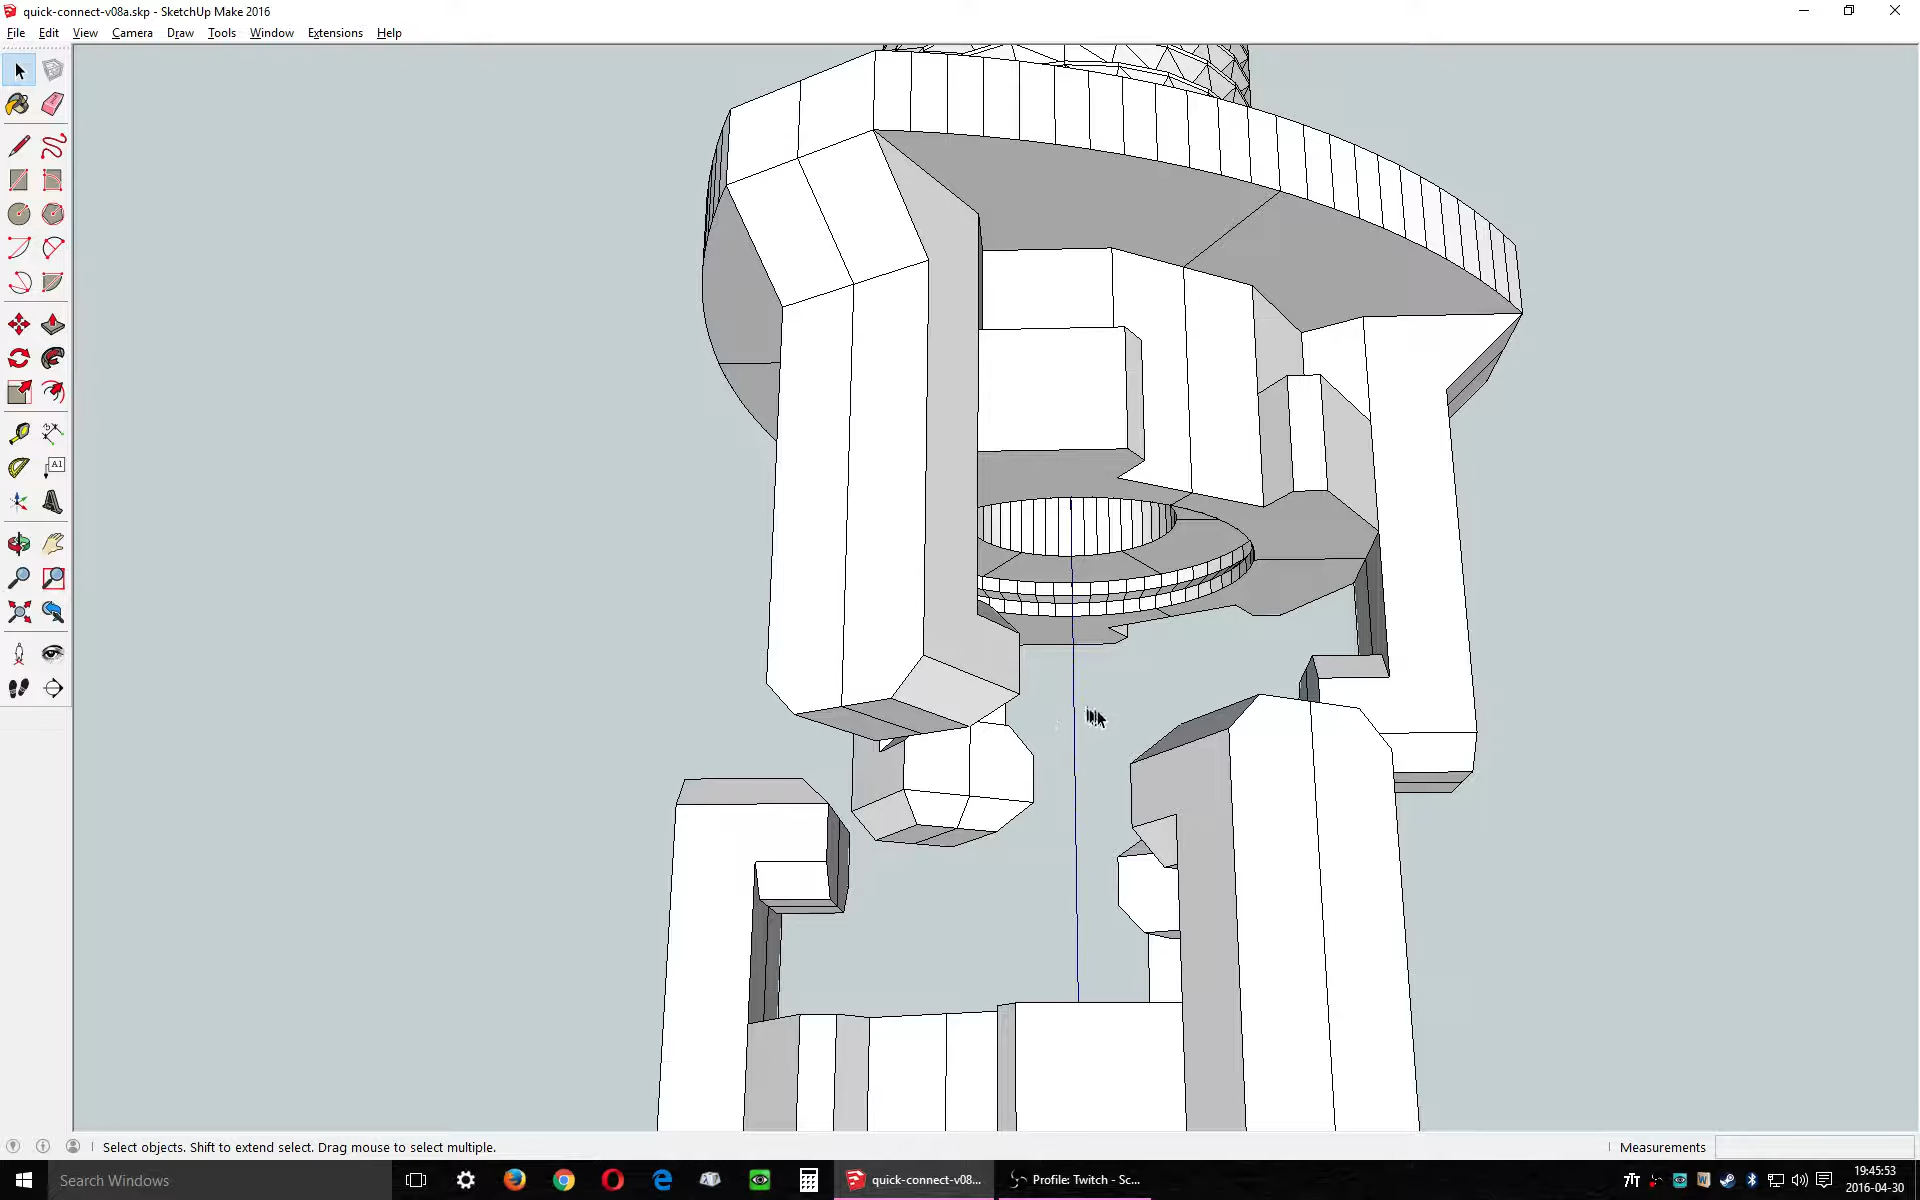 quick-connect-v08a.skp - SketchUp Make 2016
File Edit View Camera Draw Tools Window Extensions Help
A1
Select objects. Shift to extend select. Drag mouse to select multiple.
Measurements
Search Windows
quick-connect-v08...
Profile: Twitch - Sc...
19:45:53
2016-04-30